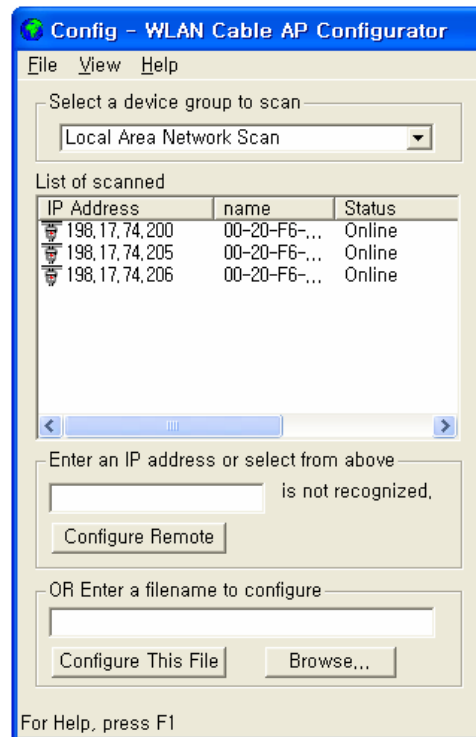 Config - WLAN Cable AP Configurator
File View Help
Select a device group to scan
Local Area Network Scan
List of scanned
IP Address name Status
198,17,74,200 00-20-F6-... Online
198,17,74,205 00-20-F6-... Online
198,17,74,206 00-20-F6-... Online
Enter an IP address or select from above
is not recognized,
Configure Remote
OR Enter a filename to configure
Configure This File Browse...
For Help, press F1